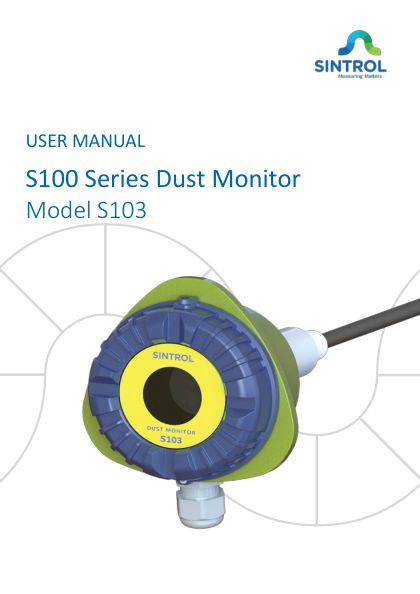 SINTROL
Measuring Matters
USER MANUAL
S100 Series Dust Monitor
Model S103
SINTROL
DUST MONITOR
S103